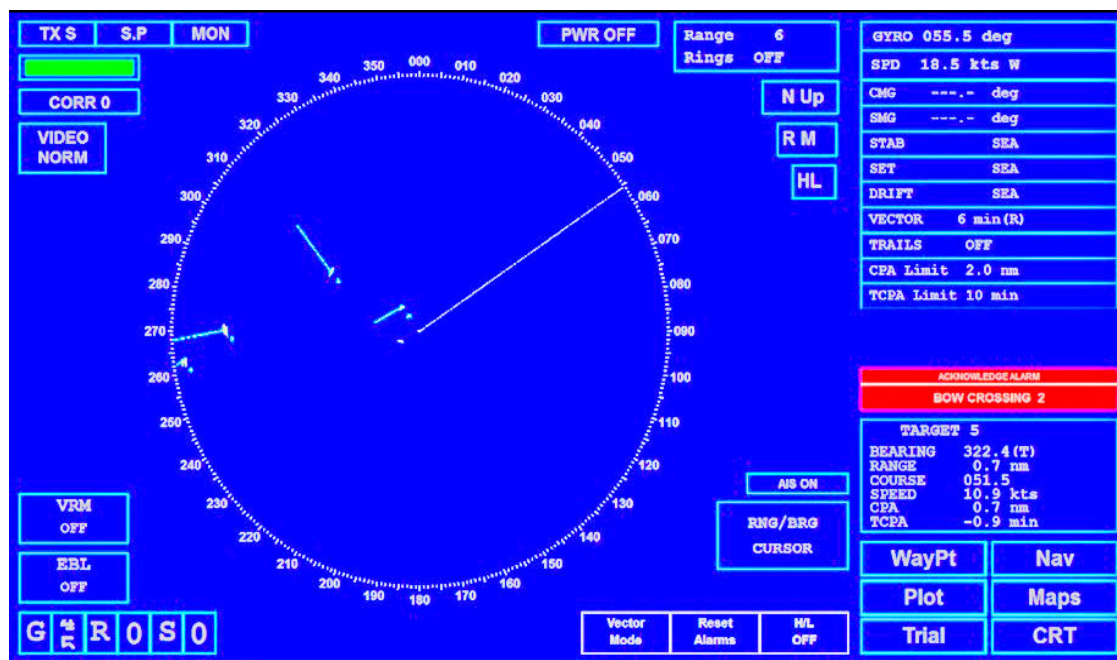 TX S S.P MON
PWR OFF
Range 6
Rings OFF
CORR 0
VIDEO
NORM
N Up
R M
HL
GYRO 055.5 deg
SPD 18.5 kts W
CMG ---.- deg
SMG ---.- deg
STAB SEA
SET SEA
DRIFT SEA
VECTOR 6 min(R)
TRAILS OFF
CPA Limit 2.0 nm
TCPA Limit 10 min
000
010
020
030
040
050
060
070
080
090
100
110
120
130
140
150
160
170
180
190
200
210
220
230
240
250
260
270
280
290
300
310
320
330
340
350
ACKNOWLEDGE ALARM
BOW CROSSING 2
TARGET 5
BEARING 322.4(T)
RANGE 0.7 nm
COURSE 051.5
SPEED 10.9 kts
CPA 0.7 nm
TCPA -0.9 min
VRM
OFF
EBL
OFF
AIS ON
RNG/BRG
CURSOR
WayPt Nav
Plot Maps
Trial CRT
G R 0 S 0
Vector
Mode
Reset
Alarms
H/L
OFF